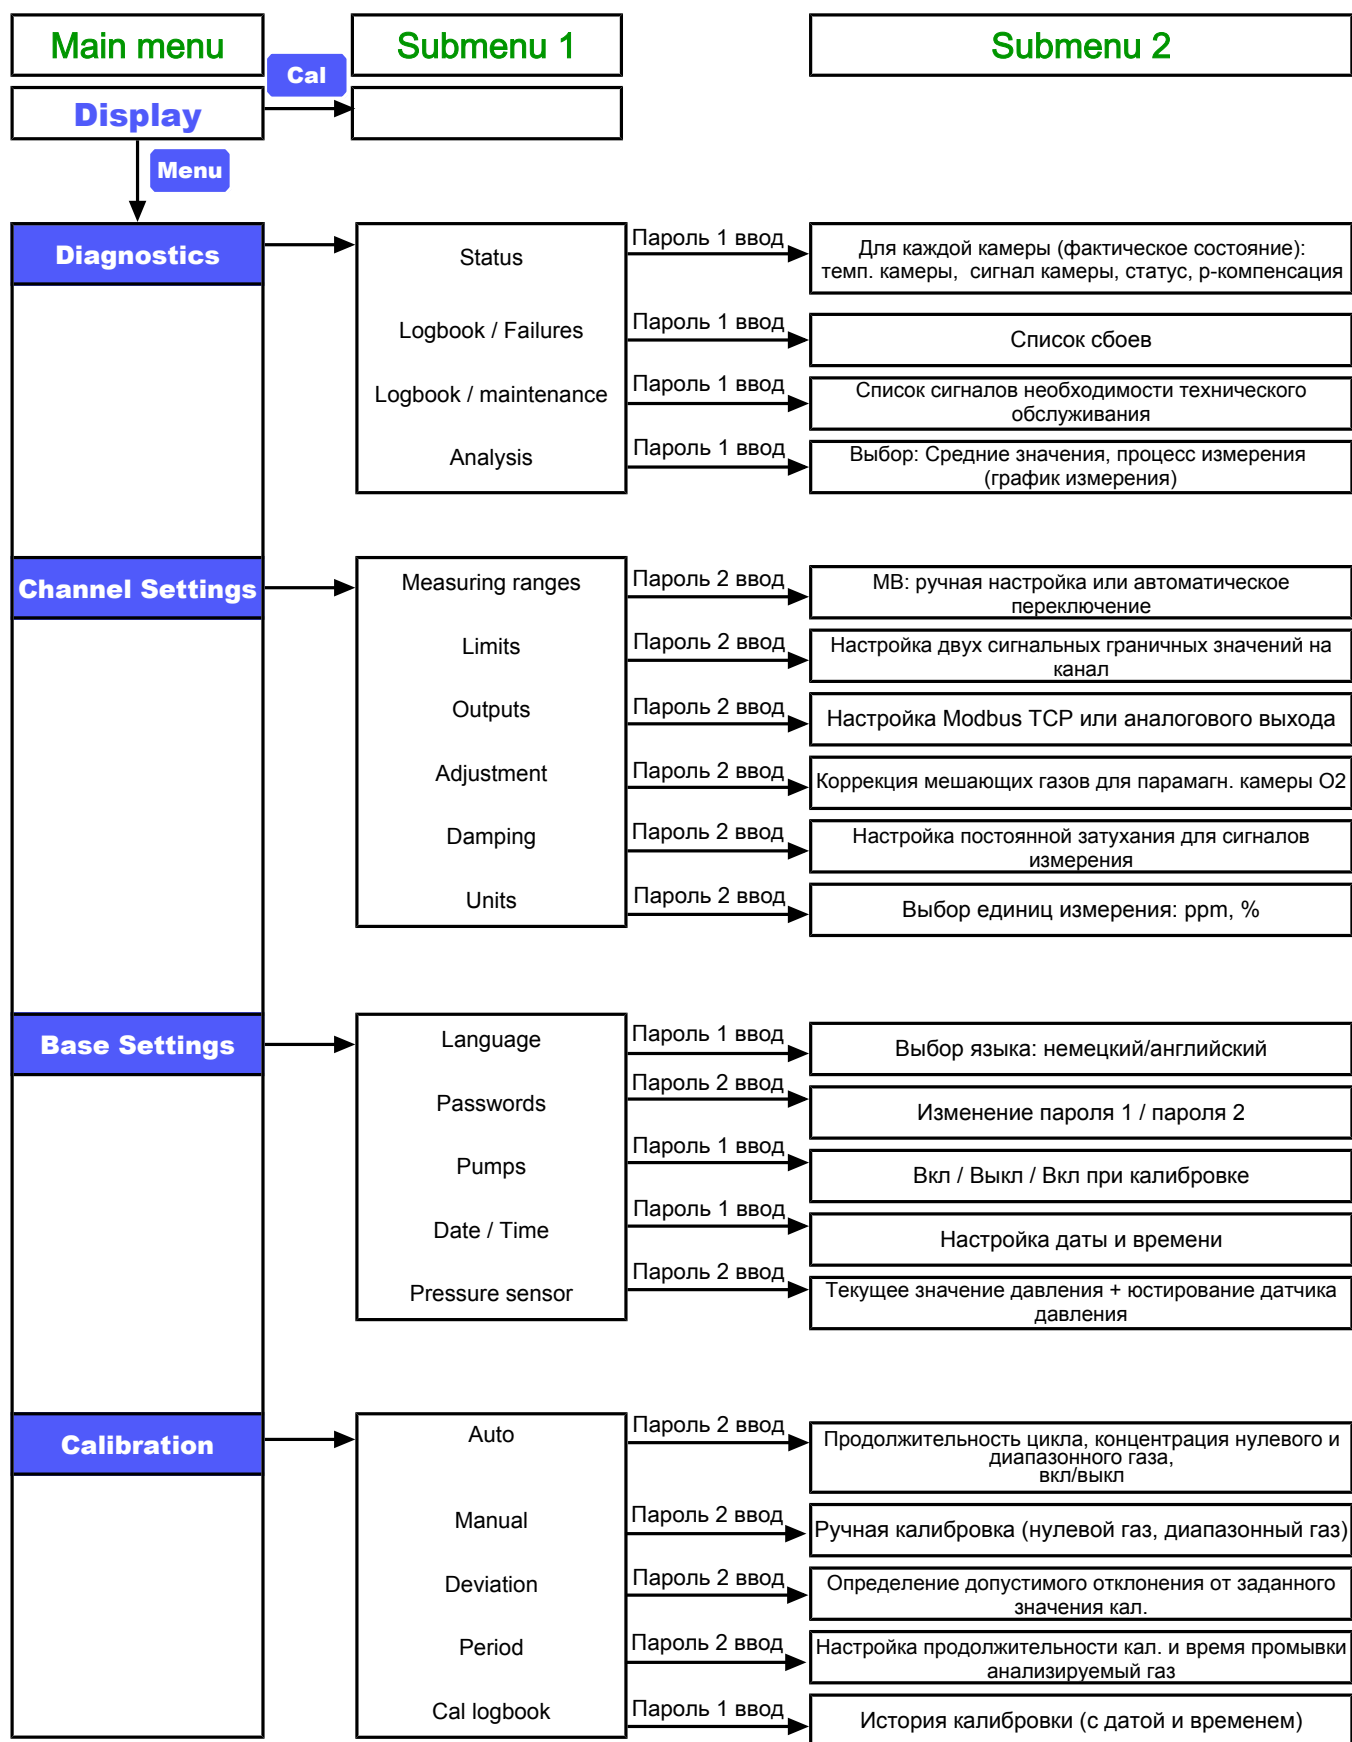 Main menu
Submenu 1
Submenu 2
Cal
Display
Menu
Diagnostics
Status
Пароль 1 ввод
Для каждой камеры (фактическое состояние):
темп. камеры, сигнал камеры, статус, р-компенсация
Logbook / Failures
Пароль 1 ввод
Список сбоев
Logbook / maintenance
Пароль 1 ввод
Список сигналов необходимости технического
обслуживания
Analysis
Пароль 1 ввод
Выбор: Средние значения, процесс измерения
(график измерения)
Channel Settings
Measuring ranges
Пароль 2 ввод
МВ: ручная настройка или автоматическое
переключение
Limits
Пароль 2 ввод
Настройка двух сигнальных граничных значений на
канал
Outputs
Пароль 2 ввод
Настройка Modbus TCP или аналогового выхода
Adjustment
Пароль 2 ввод
Коррекция мешающих газов для парамагн. камеры О2
Damping
Пароль 2 ввод
Настройка постоянной затухания для сигналов
измерения
Units
Пароль 2 ввод
Выбор единиц измерения: ppm, %
Base Settings
Language
Пароль 1 ввод
Выбор языка: немецкий/английский
Passwords
Пароль 2 ввод
Изменение пароля 1 / пароля 2
Pumps
Пароль 1 ввод
Вкл / Выкл / Вкл при калибровке
Date / Time
Пароль 1 ввод
Настройка даты и времени
Pressure sensor
Пароль 2 ввод
Текущее значение давления + юстирование датчика
давления
Calibration
Auto
Пароль 2 ввод
Продолжительность цикла, концентрация нулевого и
диапазонного газа,
вкл/выкл
Manual
Пароль 2 ввод
Ручная калибровка (нулевой газ, диапазонный газ)
Deviation
Пароль 2 ввод
Определение допустимого отклонения от заданного
значения кал.
Period
Пароль 2 ввод
Настройка продолжительности кал. и время промывки
анализируемый газ
Cal logbook
Пароль 1 ввод
История калибровки (с датой и временем)